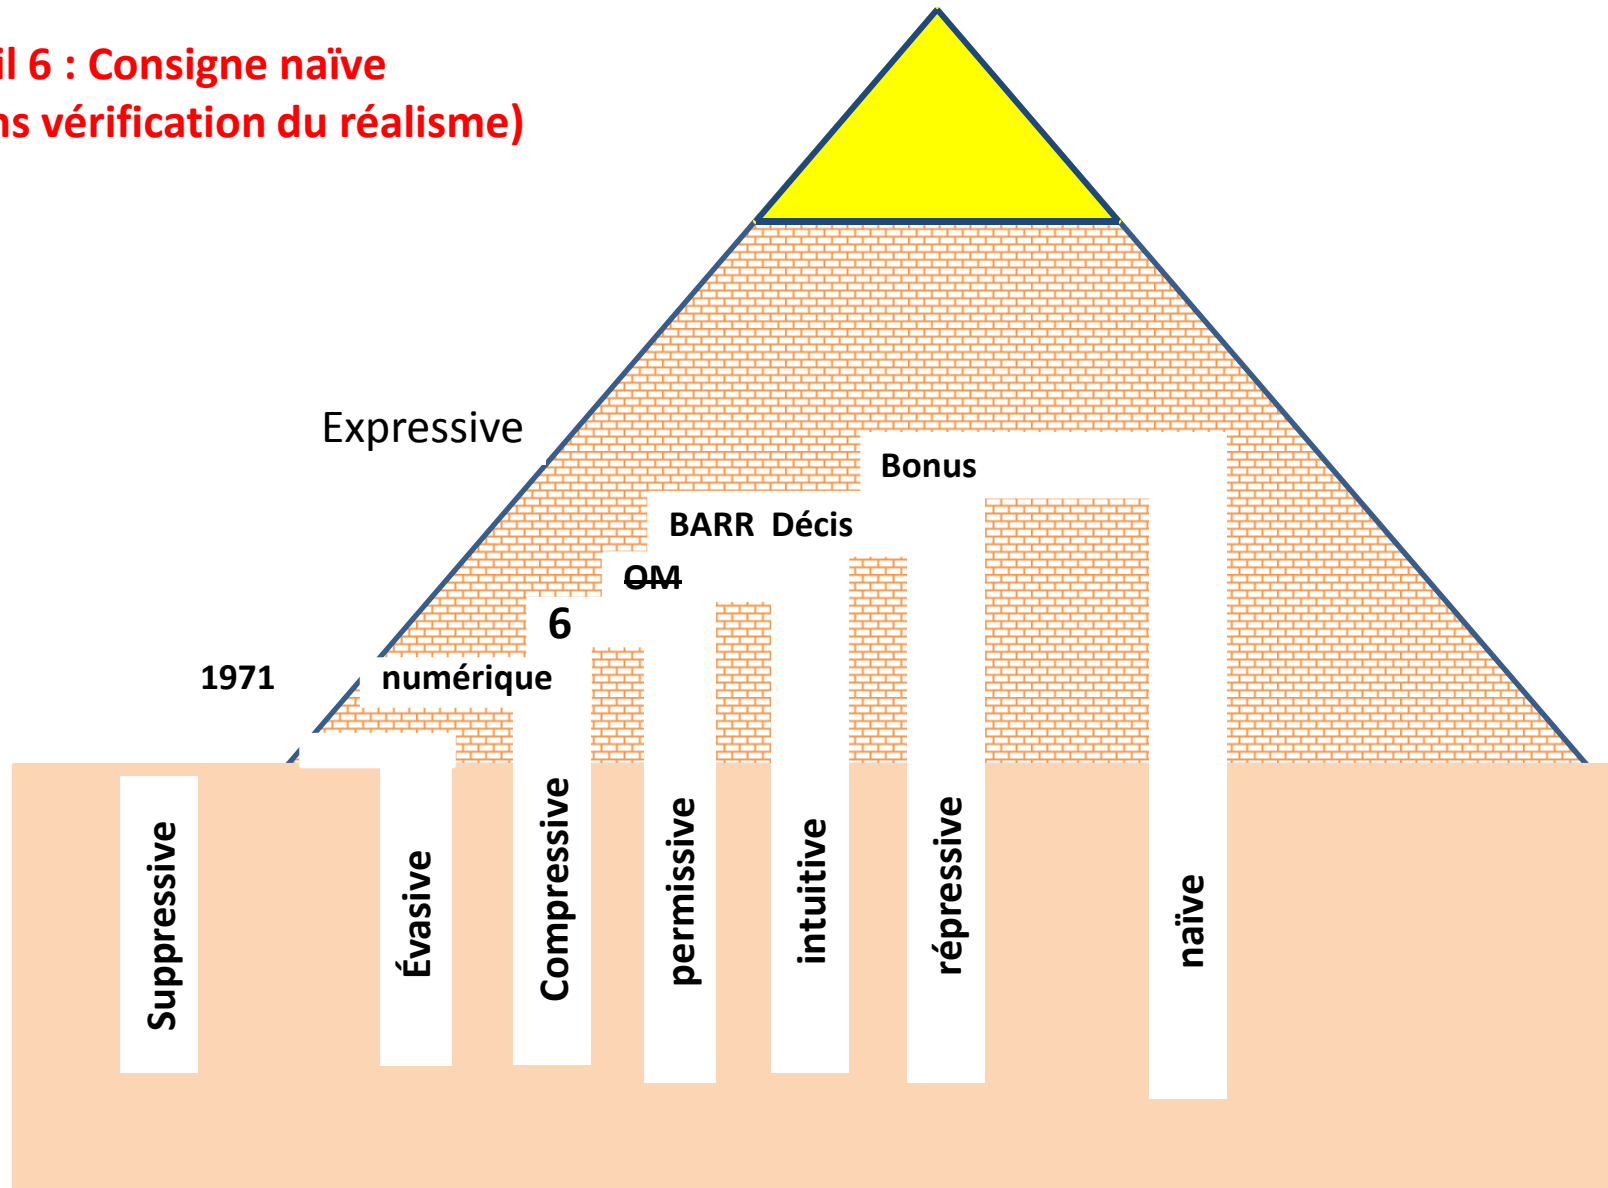 il 6 : Consigne naïve
ns vérification du réalisme)
Expressive
Bonus
BARR Décis
OM
6
1971
numérique
Suppressive
Évasive
Compressive
permissive
intuitive
répressive
naïve